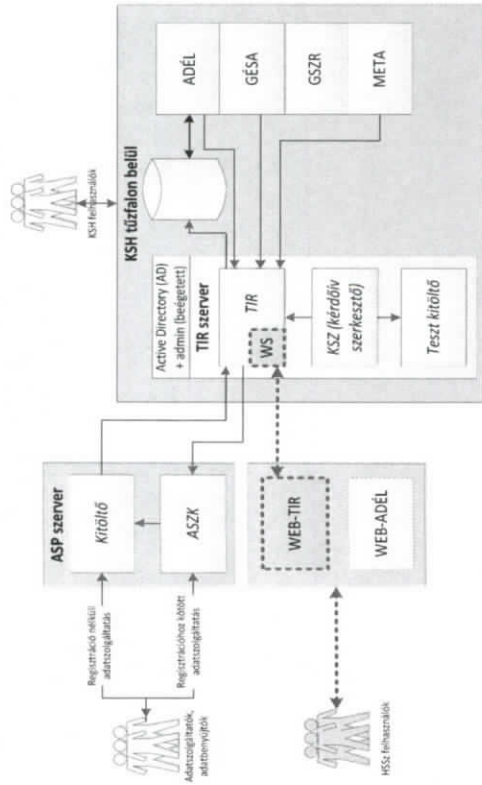 Adatszolgáltatók,
adatbenyújtók
Regisztráció nélküli
adatszolgáltatás
Regisztrációhoz kötött
adatszolgáltatás
ASP szerver
Kitöltő
ASZK
HSSz felhasználók
WEB-TIR
WEB-ADÉL
KSH felhasználók
KSH tűzfalon belül
Active Directory (AD)
+ admin (beégetett)
TIR szerver
TIR
WS
KSZ (kérdőív
szerkesztő)
Teszt kitöltő
ADÉL
GÉSA
GSZR
META